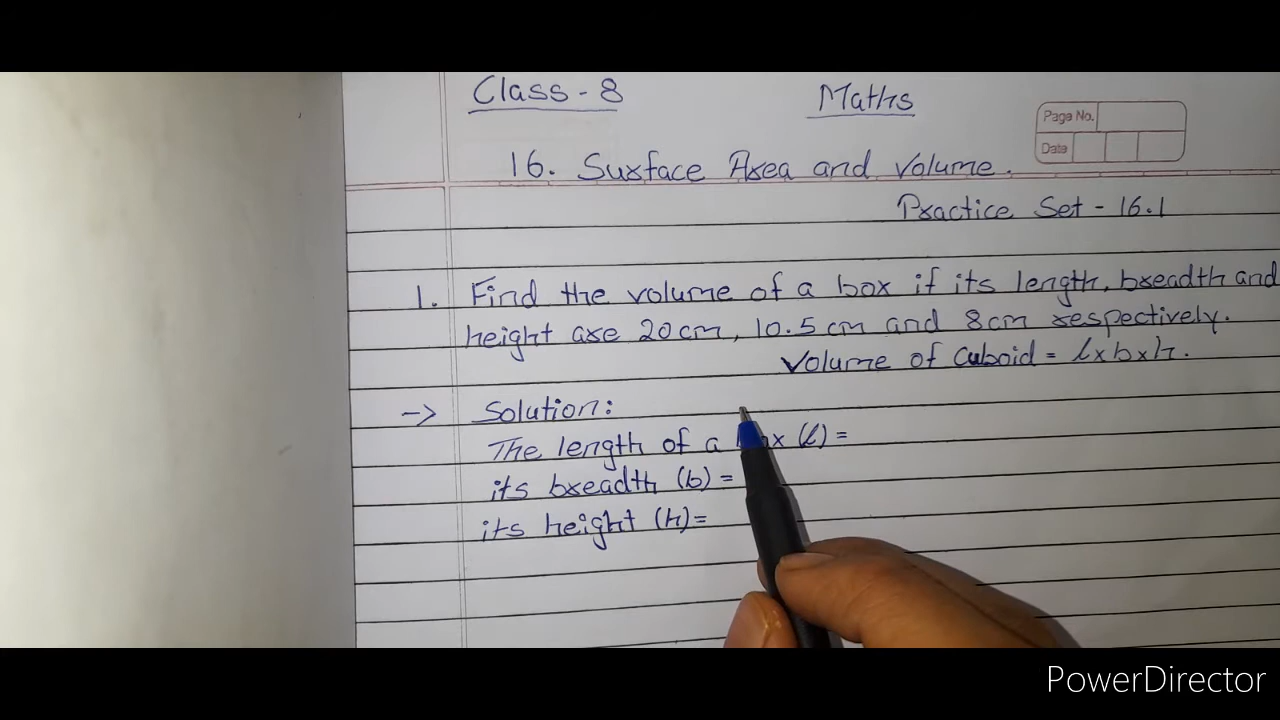 Class - 8
Maths
Page No.
Date
16. Surface Area and volume.
Practice Set - 16.1
1. Find the volume of a box if its length, breadth and
height are 20 cm, 10.5 cm and 8 cm respectively.
Volume of Cuboid = l x b x h.
-> Solution:
The length of a (l) =
its breadth (b) =
its height (h) =
PowerDirector